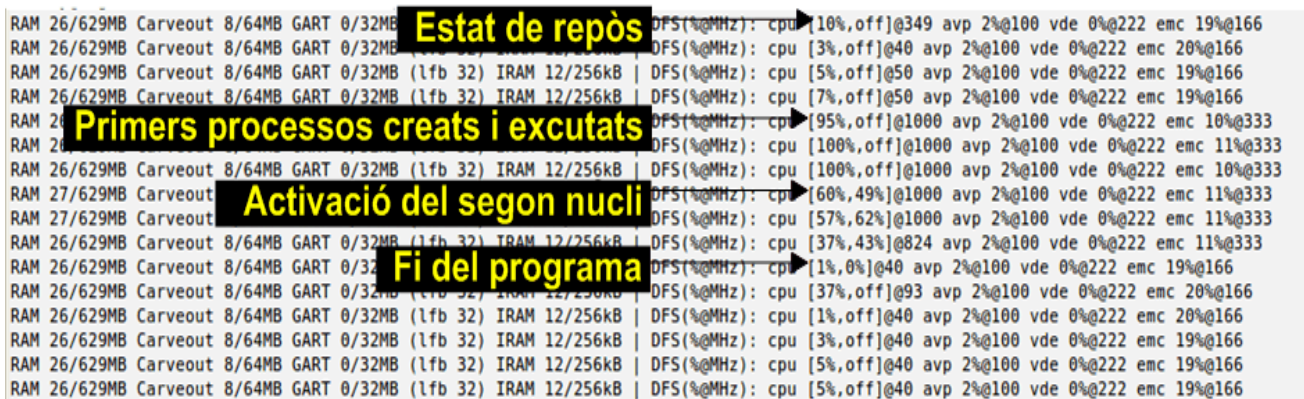 RAM 26/629MB Carveout 8/64MB GART 0/32MB Estat de repòs DFS(%@MHz): cpu [10%,off]@349 avp 2%@100 vde 0%@222 emc 19%@166
RAM 26/629MB Carveout 8/64MB GART 0/32MB DFS(%@MHz): cpu [3%,off]@40 avp 2%@100 vde 0%@222 emc 20%@166
RAM 26/629MB Carveout 8/64MB GART 0/32MB (lfb 32) IRAM 12/256kB | DFS(%@MHz): cpu [5%,off]@50 avp 2%@100 vde 0%@222 emc 19%@166
RAM 26/629MB Carveout 8/64MB GART 0/32MB (lfb 32) IRAM 12/256kB | DFS(%@MHz): cpu [7%,off]@50 avp 2%@100 vde 0%@222 emc 19%@166
RAM Primers processos creats i excutats DFS(%@MHz): cpu [95%,off]@1000 avp 2%@100 vde 0%@222 emc 10%@333
RAM DFS(%@MHz): cpu [100%,off]@1000 avp 2%@100 vde 0%@222 emc 11%@333
RAM 26/629MB Carveout 8/64MB GART 0/32MB (lfb 32) IRAM 12/256kB | DFS(%@MHz): cpu [100%,off]@1000 avp 2%@100 vde 0%@222 emc 10%@333
RAM 27/629MB Carveout Activació del segon nucli DFS(%@MHz): cpu [60%,49%]@1000 avp 2%@100 vde 0%@222 emc 11%@333
RAM 27/629MB Carveout DFS(%@MHz): cpu [57%,62%]@1000 avp 2%@100 vde 0%@222 emc 11%@333
RAM 26/629MB Carveout 8/64MB GART 0/32MB (lfb 32) IRAM 12/256kB | DFS(%@MHz): cpu [37%,43%]@824 avp 2%@100 vde 0%@222 emc 11%@333
RAM 26/629MB Carveout 8/64MB GART Fi del programa DFS(%@MHz): cpu [1%,0%]@40 avp 2%@100 vde 0%@222 emc 19%@166
RAM 26/629MB Carveout 8/64MB GART 0/32MB (lfb 32) IRAM 12/256kB | DFS(%@MHz): cpu [37%,off]@93 avp 2%@100 vde 0%@222 emc 20%@166
RAM 26/629MB Carveout 8/64MB GART 0/32MB (lfb 32) IRAM 12/256kB | DFS(%@MHz): cpu [1%,off]@40 avp 2%@100 vde 0%@222 emc 20%@166
RAM 26/629MB Carveout 8/64MB GART 0/32MB (lfb 32) IRAM 12/256kB | DFS(%@MHz): cpu [3%,off]@40 avp 2%@100 vde 0%@222 emc 19%@166
RAM 26/629MB Carveout 8/64MB GART 0/32MB (lfb 32) IRAM 12/256kB | DFS(%@MHz): cpu [5%,off]@40 avp 2%@100 vde 0%@222 emc 19%@166
RAM 26/629MB Carveout 8/64MB GART 0/32MB (lfb 32) IRAM 12/256kB | DFS(%@MHz): cpu [5%,off]@40 avp 2%@100 vde 0%@222 emc 19%@166